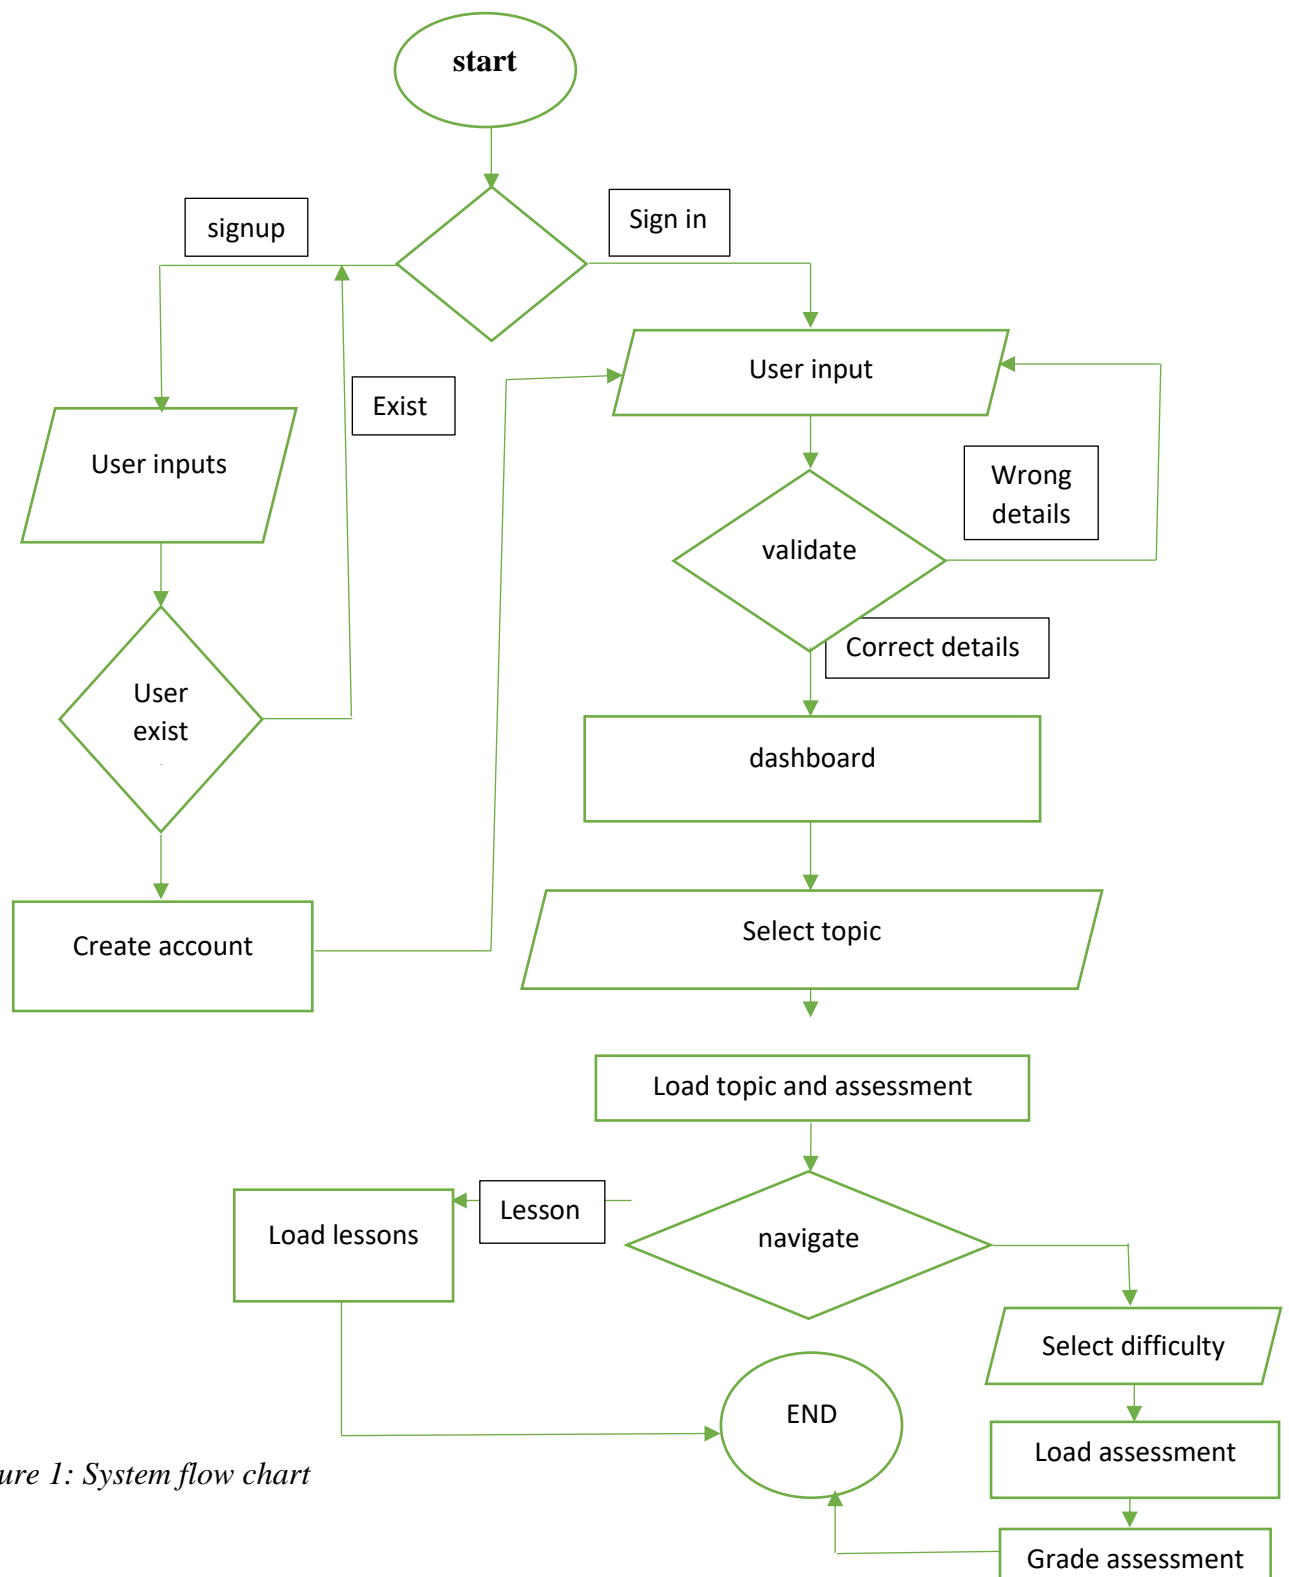 start
signup
Sign in
User input
Exist
User inputs
Wrong
details
validate
Correct details
User
exist
dashboard
Create account
Select topic
Load topic and assessment
Lesson
Load lessons
navigate
Select difficulty
END
Load assessment
ure 1: System flow chart
Grade assessment